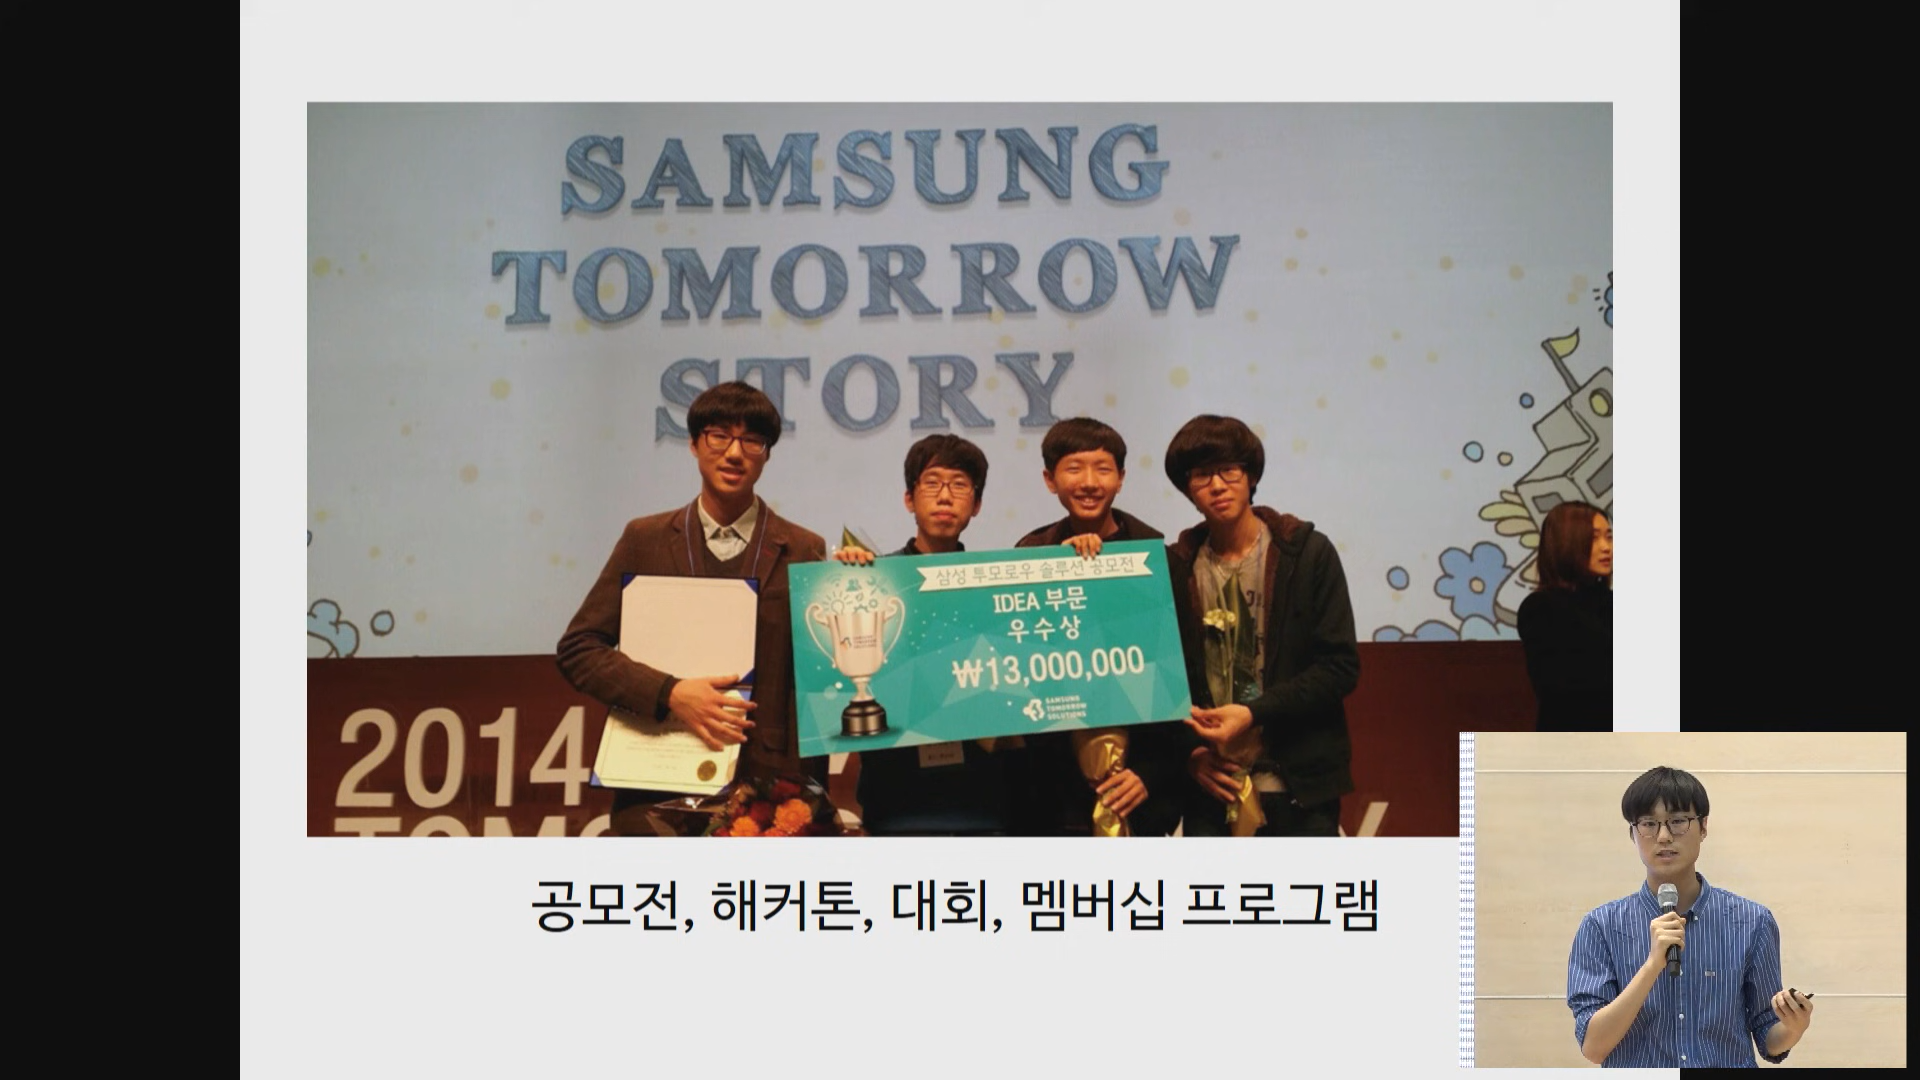 SAMSUNG
TOMORROW
STORY
삼성 투모로우 솔루션 공모전
IDEA 부문
우수상
₩13,000,000
SAMSUNG
TOMORROW
SOLUTIONS
2014
공모전, 해커톤, 대회, 멤버십 프로그램